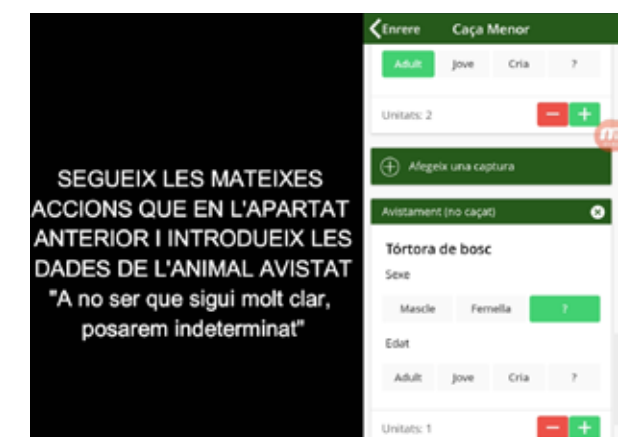 SEGUEIX LES MATEIXES
ACCIONS QUE EN L'APARTAT
ANTERIOR I INTRODUEIX LES
DADES DE L'ANIMAL AVISTAT
"A no ser que sigui molt clar,
posarem indeterminat"
Enrere Caça Menor
Adult Jove Cria ?
Unitats: 2
Afegeix una captura
Avistament (no caçat)
Tórtora de bosc
Sexe
Mascle Femella ?
Edat
Adult Jove Cria ?
Unitats: 1